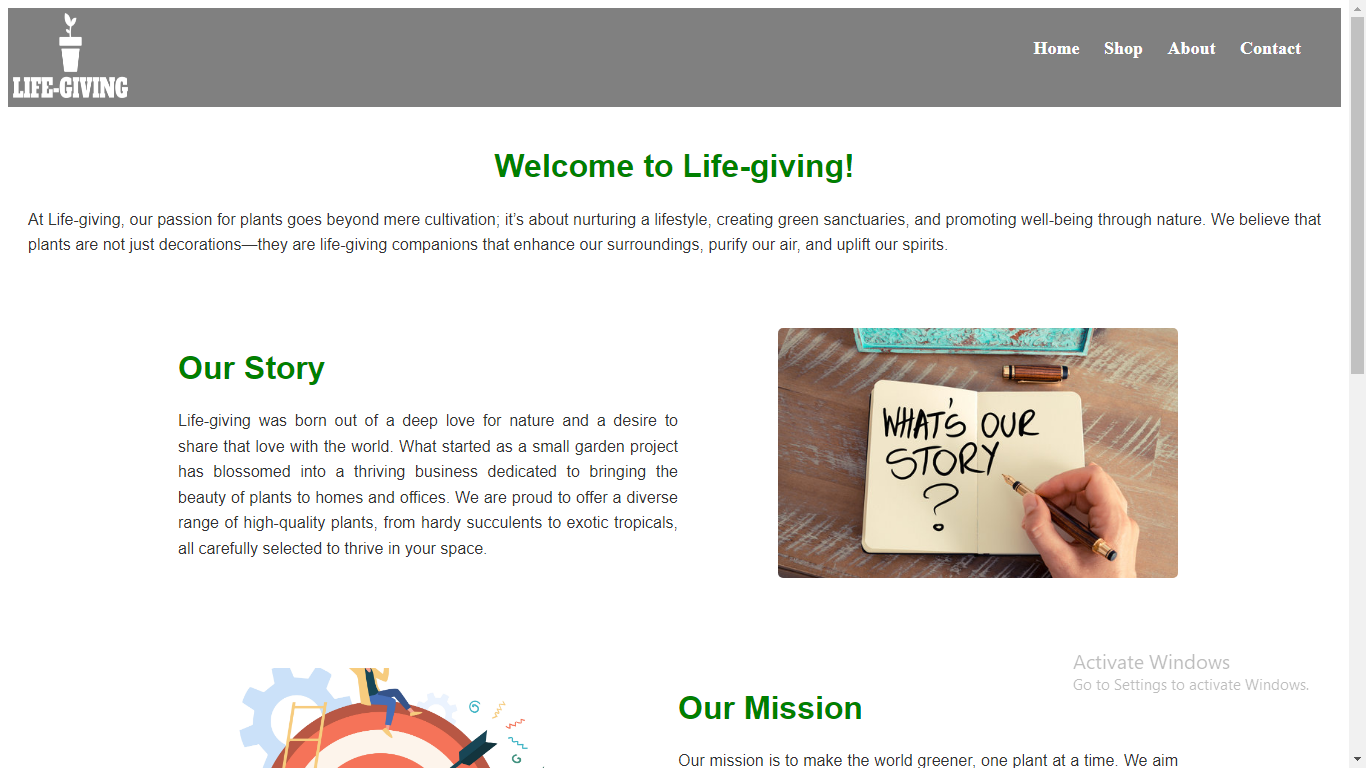 LIFE-GIVING
Home Shop About Contact
Welcome to Life-giving!
At Life-giving, our passion for plants goes beyond mere cultivation; it’s about nurturing a lifestyle, creating green sanctuaries, and promoting well-being through nature. We believe that
plants are not just decorations—they are life-giving companions that enhance our surroundings, purify our air, and uplift our spirits.
Our Story
Life-giving was born out of a deep love for nature and a desire to
share that love with the world. What started as a small garden project
has blossomed into a thriving business dedicated to bringing the
beauty of plants to homes and offices. We are proud to offer a diverse
range of high-quality plants, from hardy succulents to exotic tropicals,
all carefully selected to thrive in your space.
WHAT'S OUR
STORY
?
Activate Windows
Go to Settings to activate Windows.
Our Mission
Our mission is to make the world greener, one plant at a time. We aim